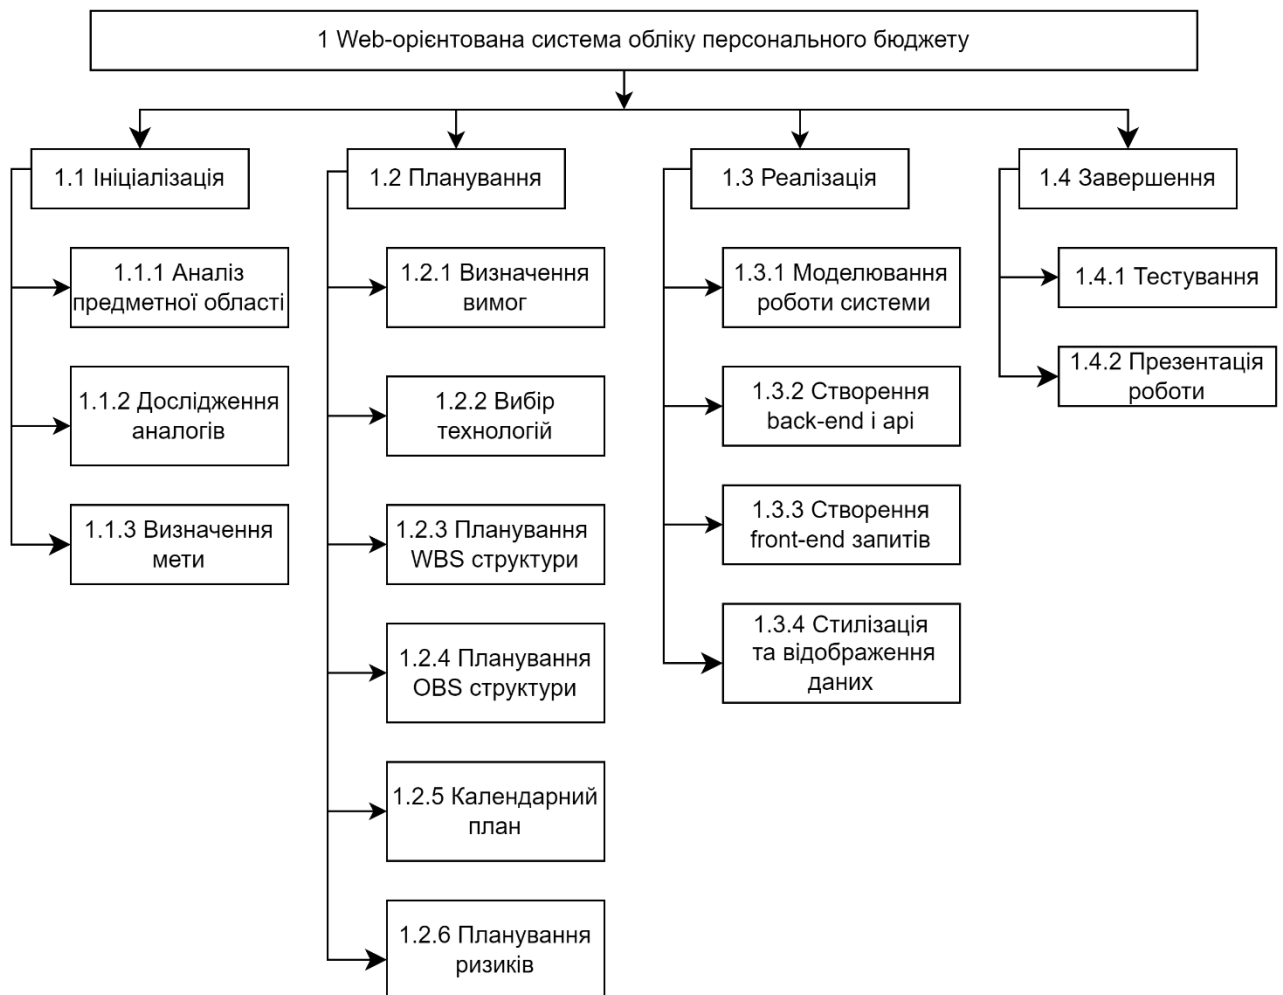 1 Web-орієнтована система обліку персонального бюджету
1.1 Ініціалізація
1.1.1 Аналіз
предметної області
1.1.2 Дослідження
аналогів
1.1.3 Визначення
мети
1.2 Планування
1.2.1 Визначення
вимог
1.2.2 Вибір
технологій
1.2.3 Планування
WBS структури
1.2.4 Планування
OBS структури
1.2.5 Календарний
план
1.2.6 Планування
ризиків
1.3 Реалізація
1.3.1 Моделювання
роботи системи
1.3.2 Створення
back-end і api
1.3.3 Створення
front-end запитів
1.3.4 Стилізація
та відображення
даних
1.4 Завершення
1.4.1 Тестування
1.4.2 Презентація
роботи